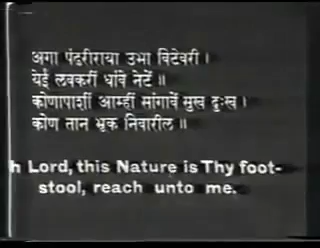 अगा पंढरीराया उभा विटेवरी ।
येई लवकरीं धांवे नेटें ॥
कोणापाशीं आम्हीं सांगावें सुख दुःख ।
कोण तान भूक निवारील ॥
h Lord, this Nature is Thy foot-
stool, reach unto me.